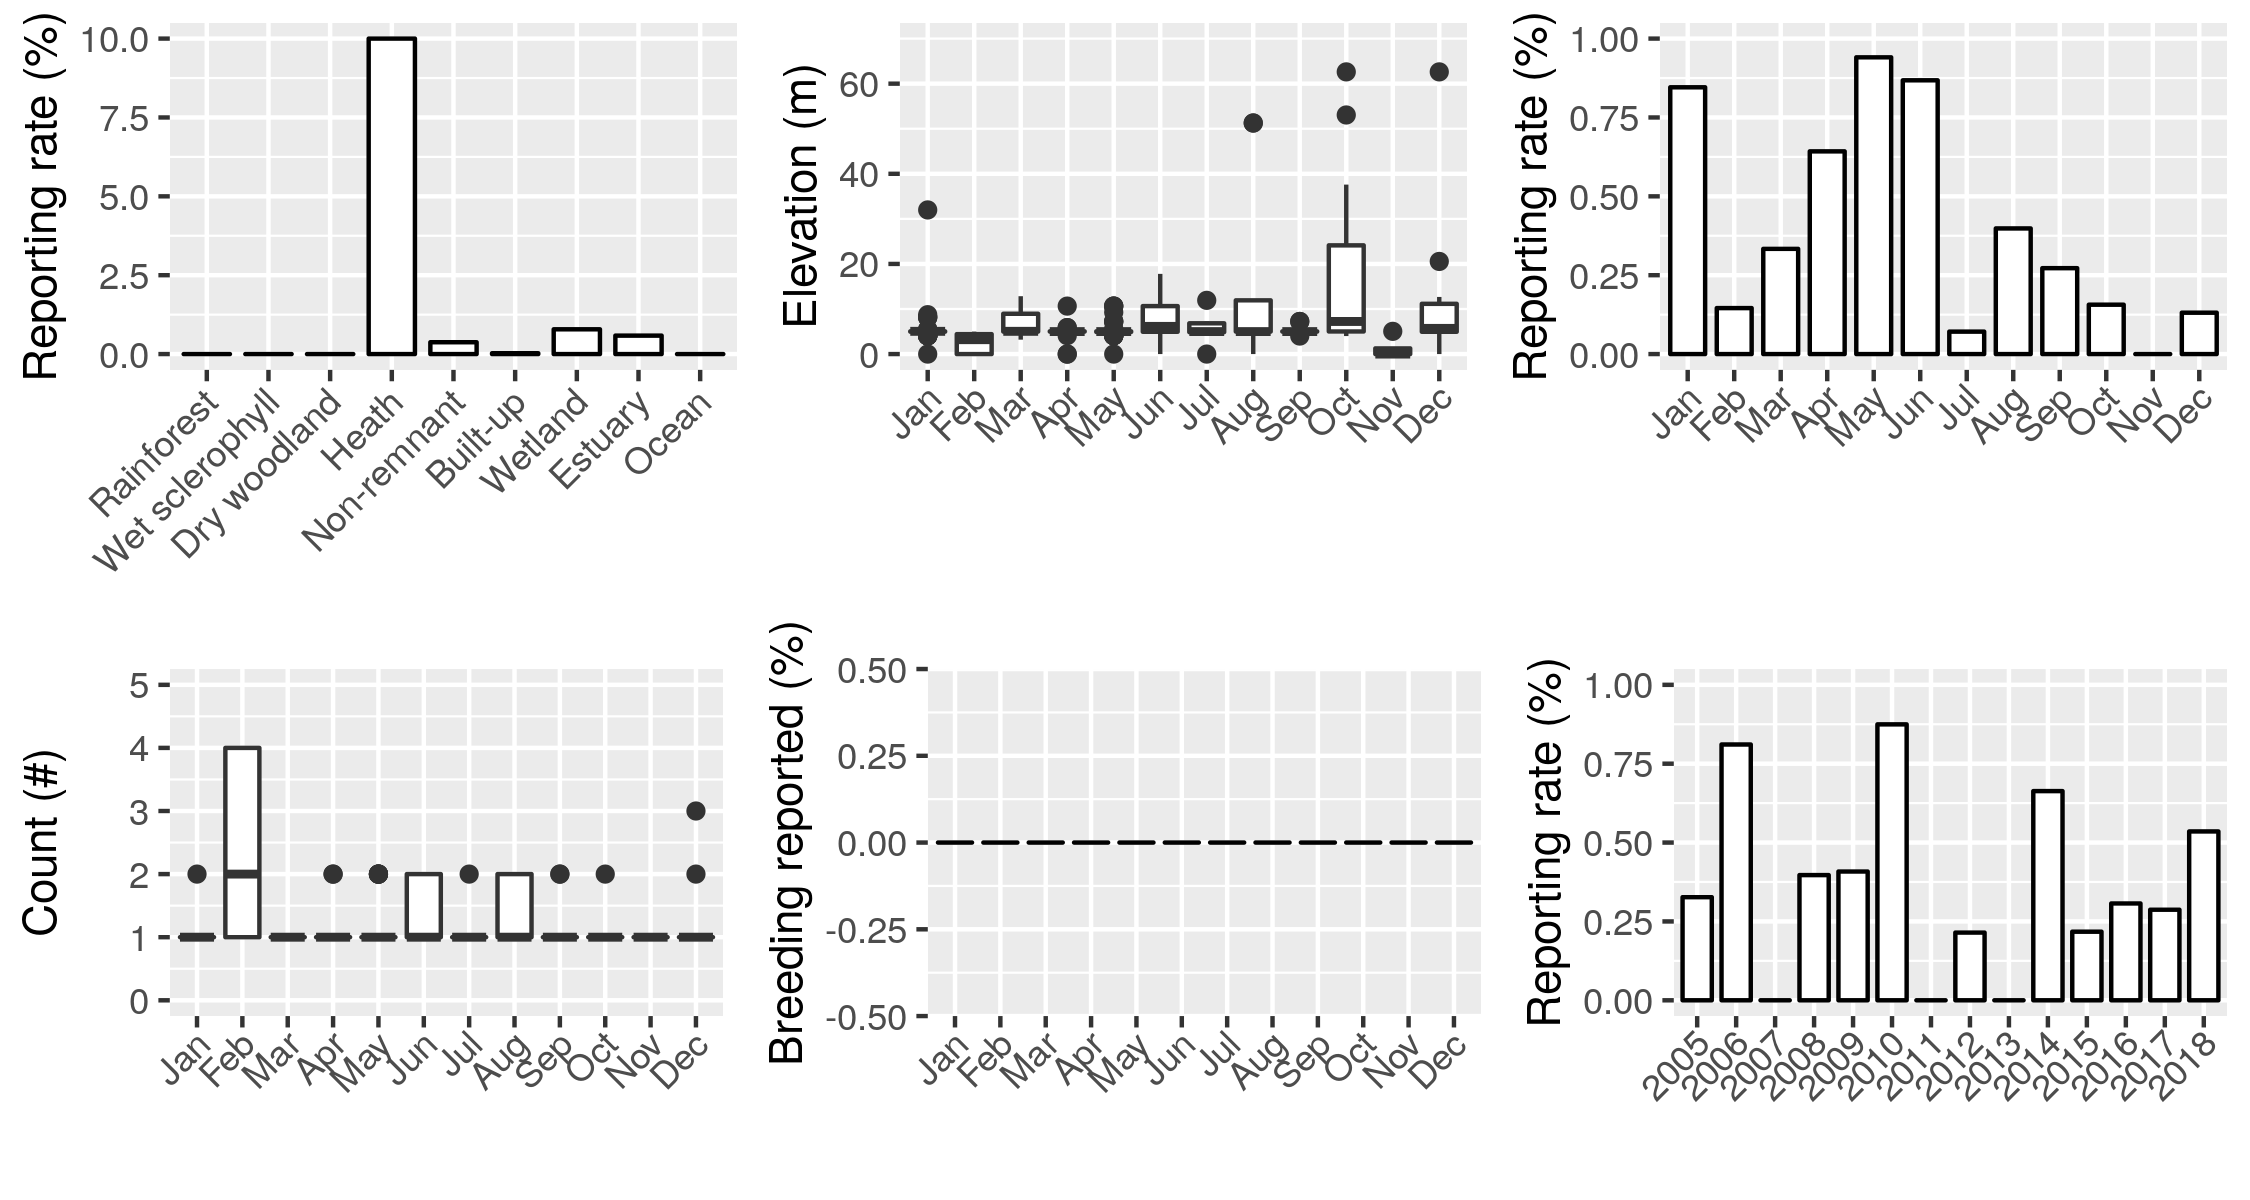 Reporting rate (%)
10.0
7.5
5.0
2.5
0.0
Rainforest
Wet sclerophyll
Dry woodland
Heath
Non-remnant
Built-up
Wetland
Estuary
Ocean
Elevation (m)
60
40
20
0
Jan Feb Mar Apr May Jun Jul Aug Sep Oct Nov Dec
Reporting rate (%)
1.00
0.75
0.50
0.25
0.00
Jan Feb Mar Apr May Jun Jul Aug Sep Oct Nov Dec
Count (#)
5
4
3
2
1
0
Jan Feb Mar Apr May Jun Jul Aug Sep Oct Nov Dec
Breeding reported (%)
0.50
0.25
0.00
-0.25
-0.50
Jan Feb Mar Apr May Jun Jul Aug Sep Oct Nov Dec
Reporting rate (%)
1.00
0.75
0.50
0.25
0.00
2005 2006 2007 2008 2009 2010 2011 2012 2013 2014 2015 2016 2017 2018